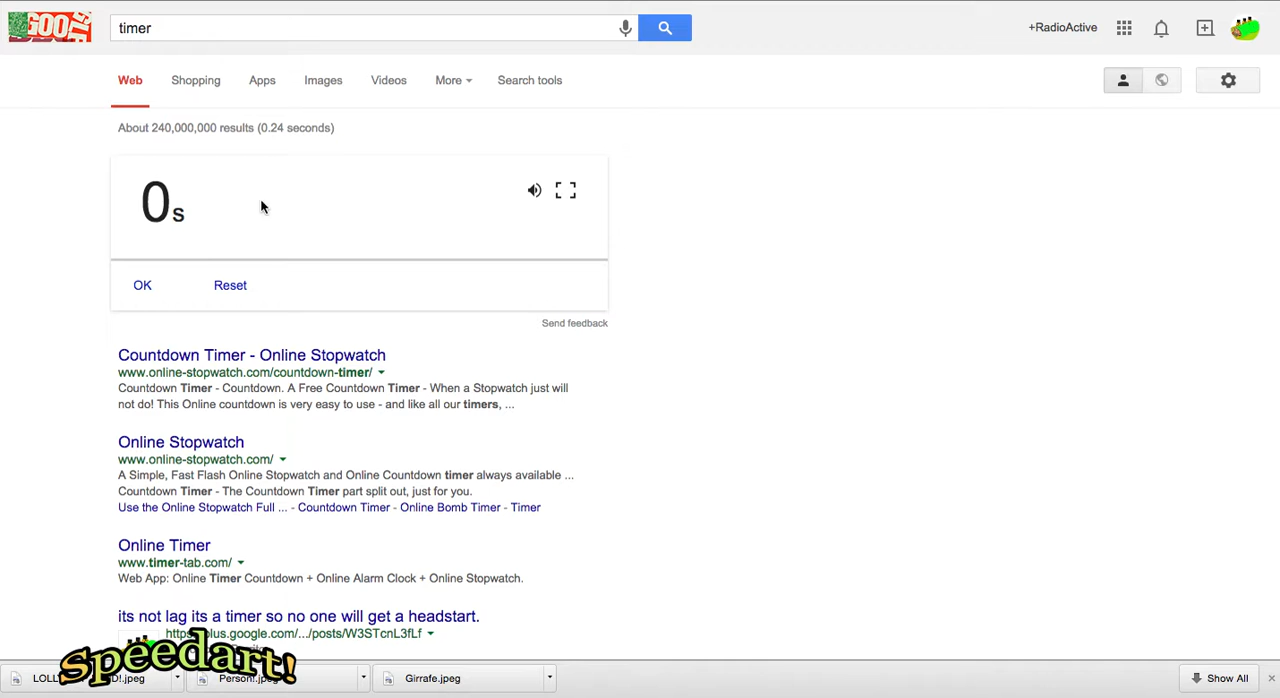 GOO
timer
+RadioActive
Web
Shopping
Apps
Images
Videos
More
Search tools
About 240,000,000 results (0.24 seconds)
0s
OK
Reset
Send feedback
Countdown Timer - Online Stopwatch
www.online-stopwatch.com/countdown-timer/
Countdown Timer - Countdown. A Free Countdown Timer - When a Stopwatch just will
not do! This Online countdown is very easy to use - and like all our timers, ...
Online Stopwatch
www.online-stopwatch.com/
A Simple, Fast Flash Online Stopwatch and Online Countdown timer always available ...
Countdown Timer - The Countdown Timer part split out, just for you.
Use the Online Stopwatch Full ... - Countdown Timer - Online Bomb Timer - Timer
Online Timer
www.timer-tab.com/
Web App: Online Timer Countdown + Online Alarm Clock + Online Stopwatch.
its not lag its a timer so no one will get a headstart.
https plus.google.com/.../posts/W3STcnL3fLf
speedart!
LOLL D!.jpeg
Person!.jpeg
Girrafe.jpeg
Show All